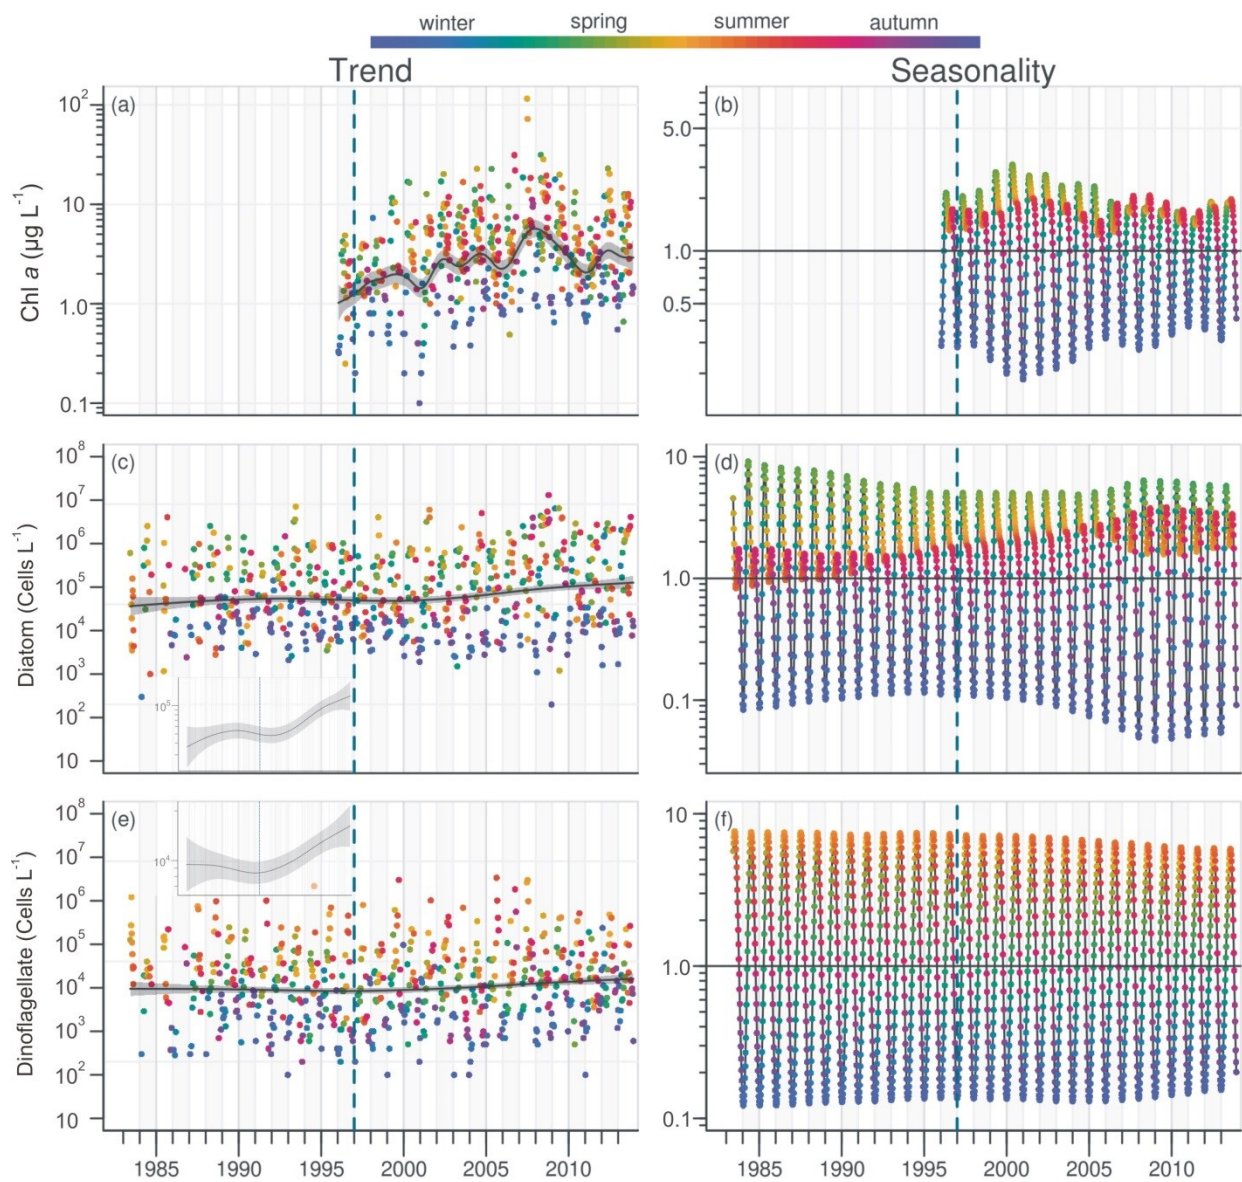 winter spring summer autumn
Trend Seasonality
(a) (b)
Chl a (µg L⁻¹)
10² 10 1.0 0.1
5.0 1.0 0.5
(c) (d)
Diatom (Cells L⁻¹)
10⁸ 10⁷ 10⁶ 10⁵ 10⁴ 10³ 10² 10
10⁵
10 1.0 0.1
(e) (f)
Dinoflagellate (Cells L⁻¹)
10⁸ 10⁷ 10⁶ 10⁵ 10⁴ 10³ 10² 10
10⁴
10 1.0 0.1
1985 1990 1995 2000 2005 2010 1985 1990 1995 2000 2005 2010